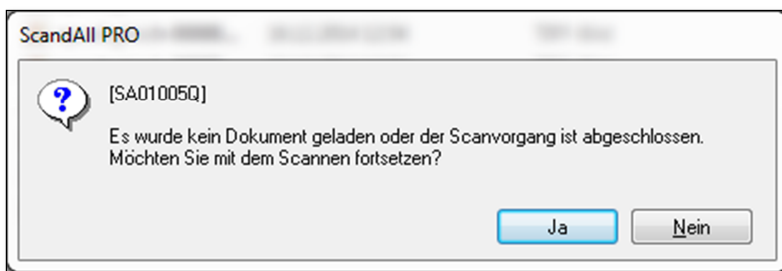 ScandAll PRO
[SA01005Q]
Es wurde kein Dokument geladen oder der Scanvorgang ist abgeschlossen.
Möchten Sie mit dem Scannen fortsetzen?
Ja
Nein